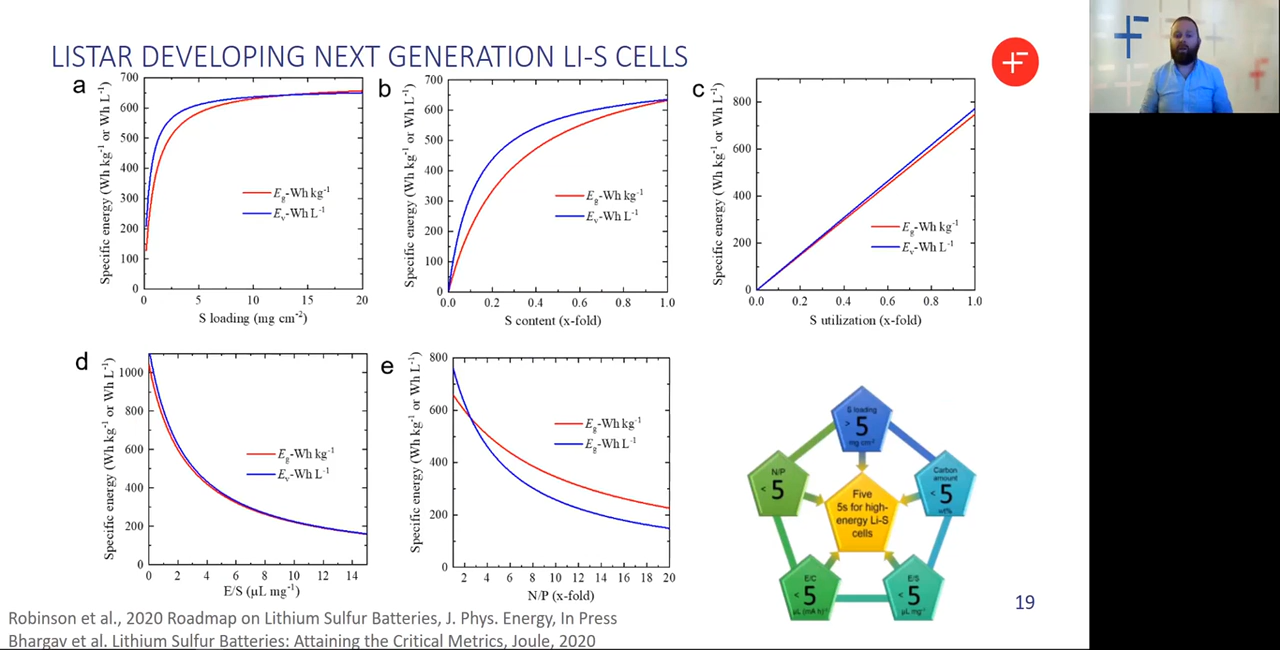 LISTAR DEVELOPING NEXT GENERATION LI-S CELLS
a
Specific energy (Wh kg⁻¹ or Wh L⁻¹)
700
600
500
400
300
200
100
0
E_g-Wh kg⁻¹
E_v-Wh L⁻¹
0 5 10 15 20
S loading (mg cm⁻²)
b
Specific energy (Wh kg⁻¹ or Wh L⁻¹)
700
600
500
400
300
200
100
0
E_g-Wh kg⁻¹
E_v-Wh L⁻¹
0.0 0.2 0.4 0.6 0.8 1.0
S content (x-fold)
c
Specific energy (Wh kg⁻¹ or Wh L⁻¹)
800
600
400
200
0
E_g-Wh kg⁻¹
E_v-Wh L⁻¹
0.0 0.2 0.4 0.6 0.8 1.0
S utilization (x-fold)
d
Specific energy (Wh kg⁻¹ or Wh L⁻¹)
1000
800
600
400
200
0
E_g-Wh kg⁻¹
E_v-Wh L⁻¹
0 2 4 6 8 10 12 14
E/S (µL mg⁻¹)
e
Specific energy (Wh kg⁻¹ or Wh L⁻¹)
800
600
400
200
0
E_g-Wh kg⁻¹
E_g-Wh L⁻¹
2 4 6 8 10 12 14 16 18 20
N/P (x-fold)
S loading
> 5
mg cm⁻²
N/P
< 5
Carbon
amount
< 5
wt%
Five
5s for high-
energy Li-S
cells
E/C
< 5
µL (mA h)⁻¹
E/S
< 5
µL mg⁻¹
19
Robinson et al., 2020 Roadmap on Lithium Sulfur Batteries, J. Phys. Energy, In Press
Bhargav et al. Lithium Sulfur Batteries: Attaining the Critical Metrics, Joule, 2020